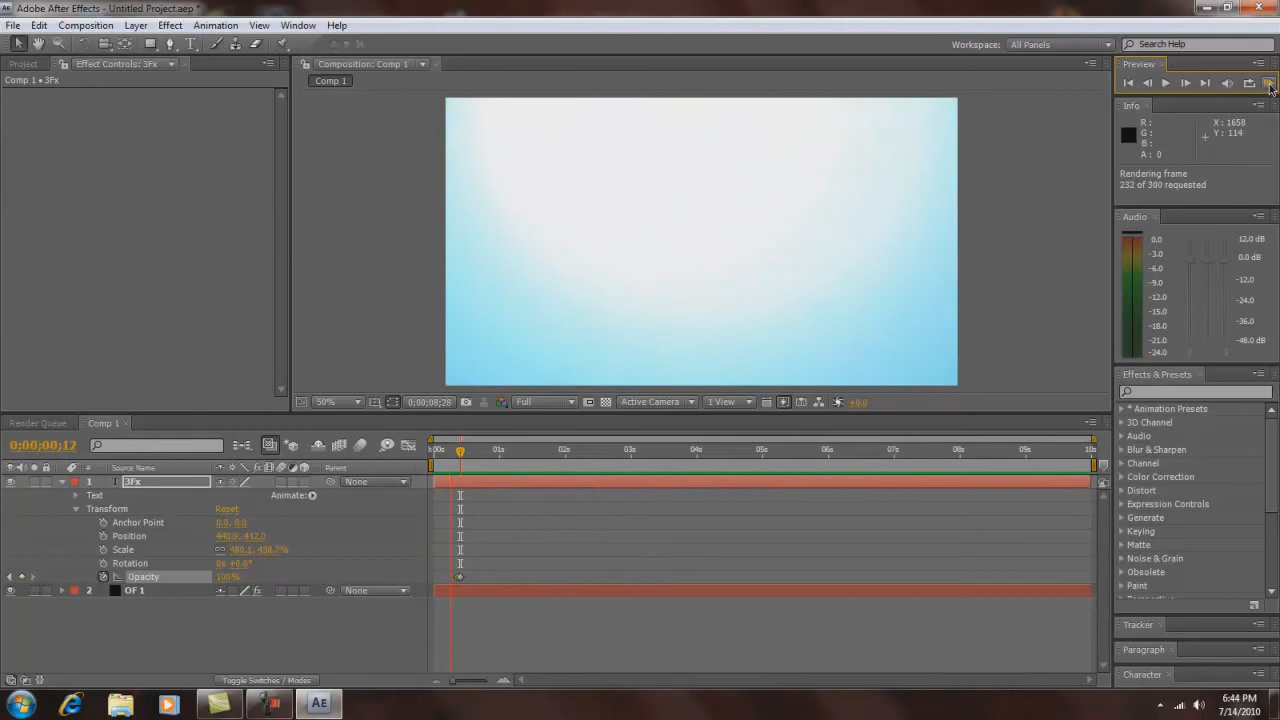 Adobe After Effects - Untitled Project.aep *
File Edit Composition Layer Effect Animation View Window Help
Workspace: All Panels Search Help
Project Effect Controls: 3Fx
Comp 1 • 3Fx
Composition: Comp 1
Comp 1
Preview
Info
R :
G :
B :
A : 0
X : 1658
Y : 114
Rendering frame
232 of 300 requested
Audio
0.0
-3.0
-6.0
-9.0
-12.0
-15.0
-18.0
-21.0
-24.0
12.0 dB
0.0 dB
-12.0
-24.0
-36.0
-48.0 dB
Effects & Presets
* Animation Presets
3D Channel
Audio
Blur & Sharpen
Channel
Color Correction
Distort
Expression Controls
Generate
Keying
Matte
Noise & Grain
Obsolete
Paint
Tracker
Paragraph
Character
50% 0;00;00;28 Full Active Camera 1 View +0.0
Render Queue Comp 1
0;00;00;12
:00s 01s 02s 03s 04s 05s 06s 07s 08s 09s 10s
# Source Name Parent
1 T 3Fx None
Text Animate:
Transform Reset
Anchor Point 0.0, 0.0
Position 440.0, 412.0
Scale 480.1, 438.7%
Rotation 0x +0.0°
Opacity 100%
2 OF 1 None
Toggle Switches / Modes
AE
6:44 PM
7/14/2010